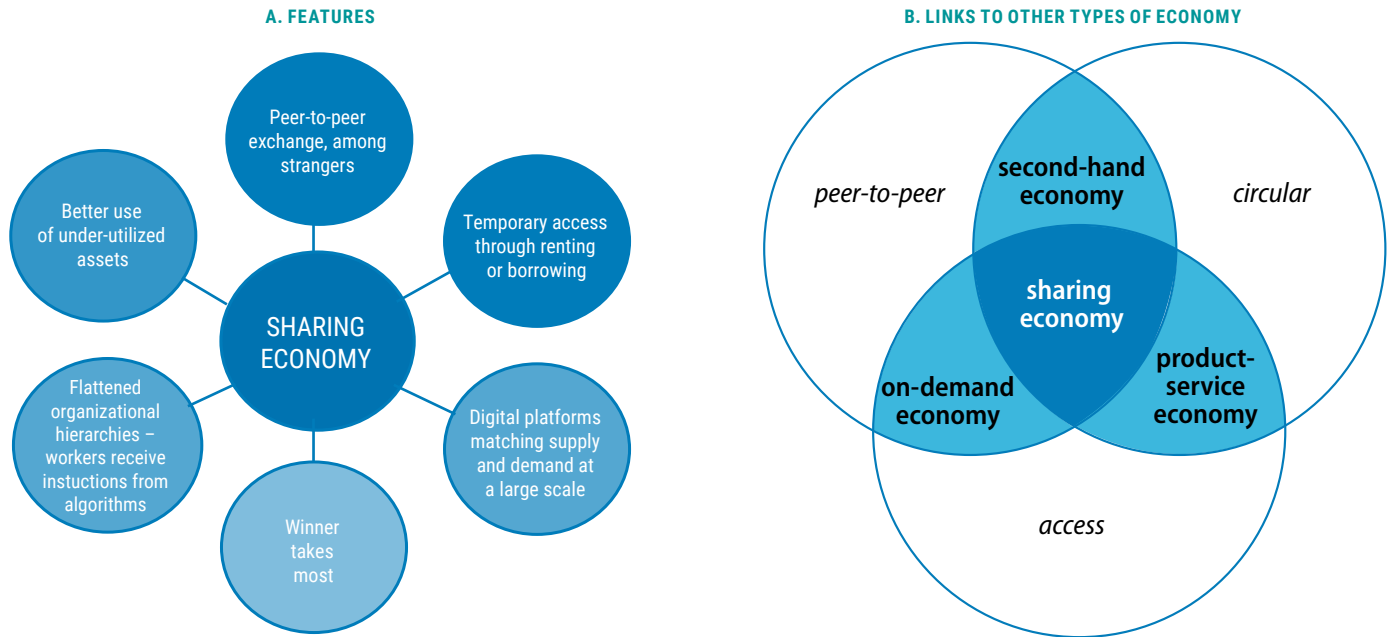 A. FEATURES
Peer-to-peer
exchange, among
strangers
Better use
of under-utilized
assets
Temporary access
through renting
or borrowing
SHARING
ECONOMY
Flattened
organizational
hierarchies –
workers receive
instuctions from
algorithms
Digital platforms
matching supply
and demand at
a large scale
Winner
takes
most
B. LINKS TO OTHER TYPES OF ECONOMY
peer-to-peer
second-hand
economy
circular
sharing
economy
on-demand
economy
product-
service
economy
access